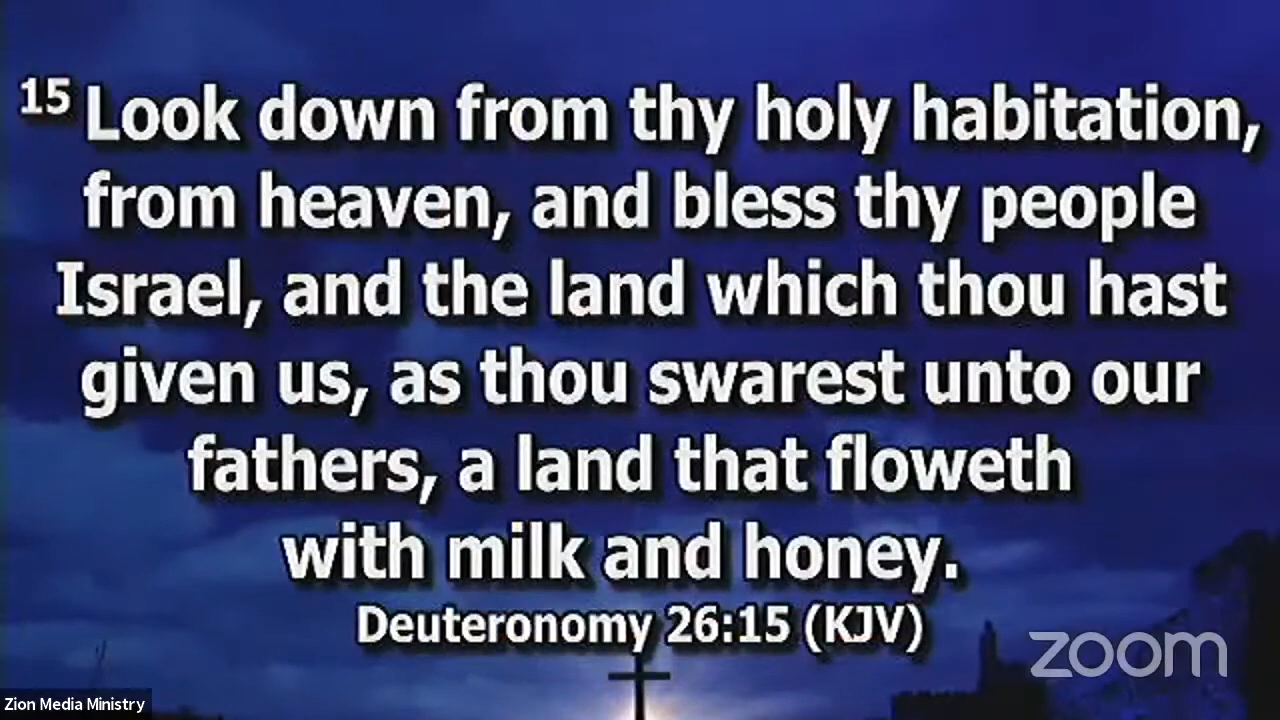 15 Look down from thy holy habitation,
from heaven, and bless thy people
Israel, and the land which thou hast
given us, as thou swarest unto our
fathers, a land that floweth
with milk and honey.
Deuteronomy 26:15 (KJV)
zoom
Zion Media Ministry